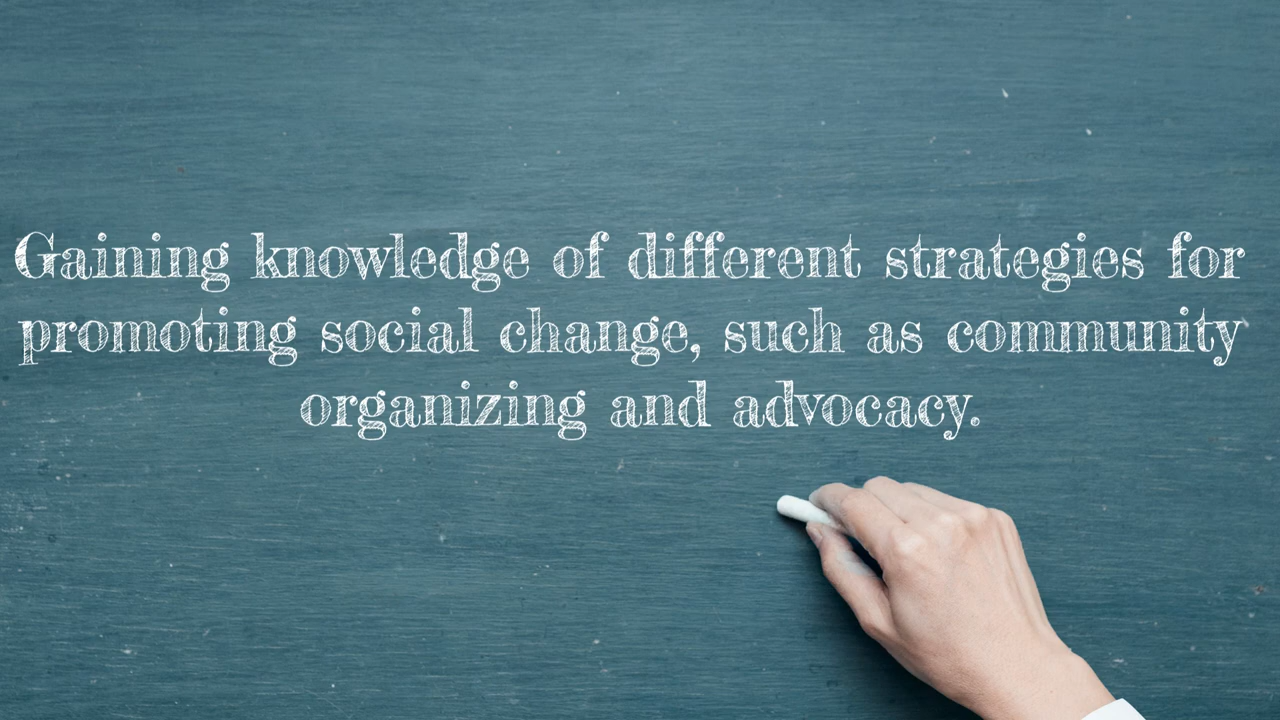 Gaining knowledge of different strategies for
promoting social change, such as community
organizing and advocacy.